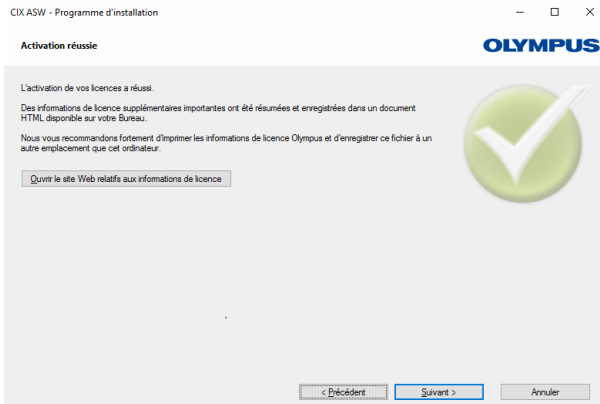 CIX ASW - Programme d'installation
Activation réussie
OLYMPUS
L'activation de vos licences a réussi.
Des informations de licence supplémentaires importantes ont été résumées et enregistrées dans un document
HTML disponible sur votre Bureau.
Nous vous recommandons fortement d'imprimer les informations de licence Olympus et d'enregistrer ce fichier à un
autre emplacement que cet ordinateur.
Ouvrir le site Web relatifs aux informations de licence
< Précédent
Suivant >
Annuler